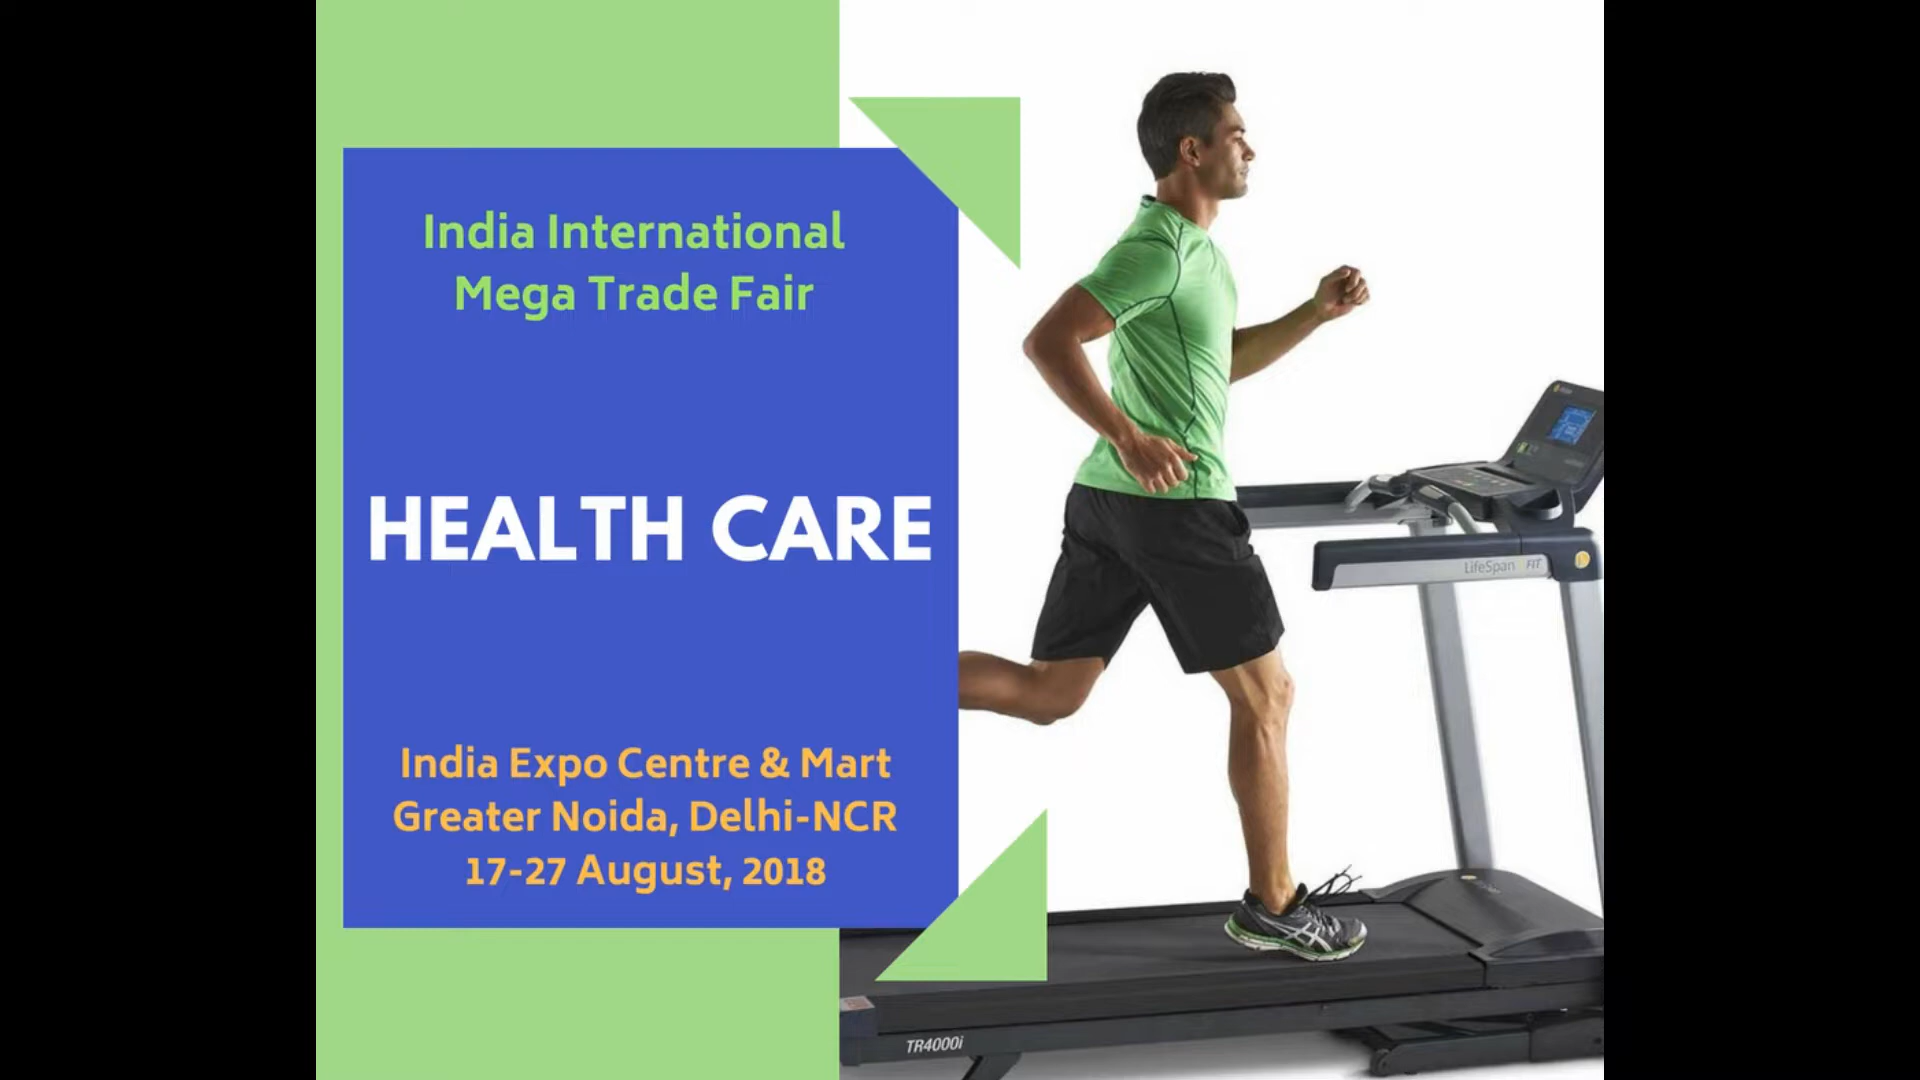 India International
Mega Trade Fair
HEALTH CARE
India Expo Centre & Mart
Greater Noida, Delhi-NCR
17-27 August, 2018
LifeSpan FIT
TR4000i